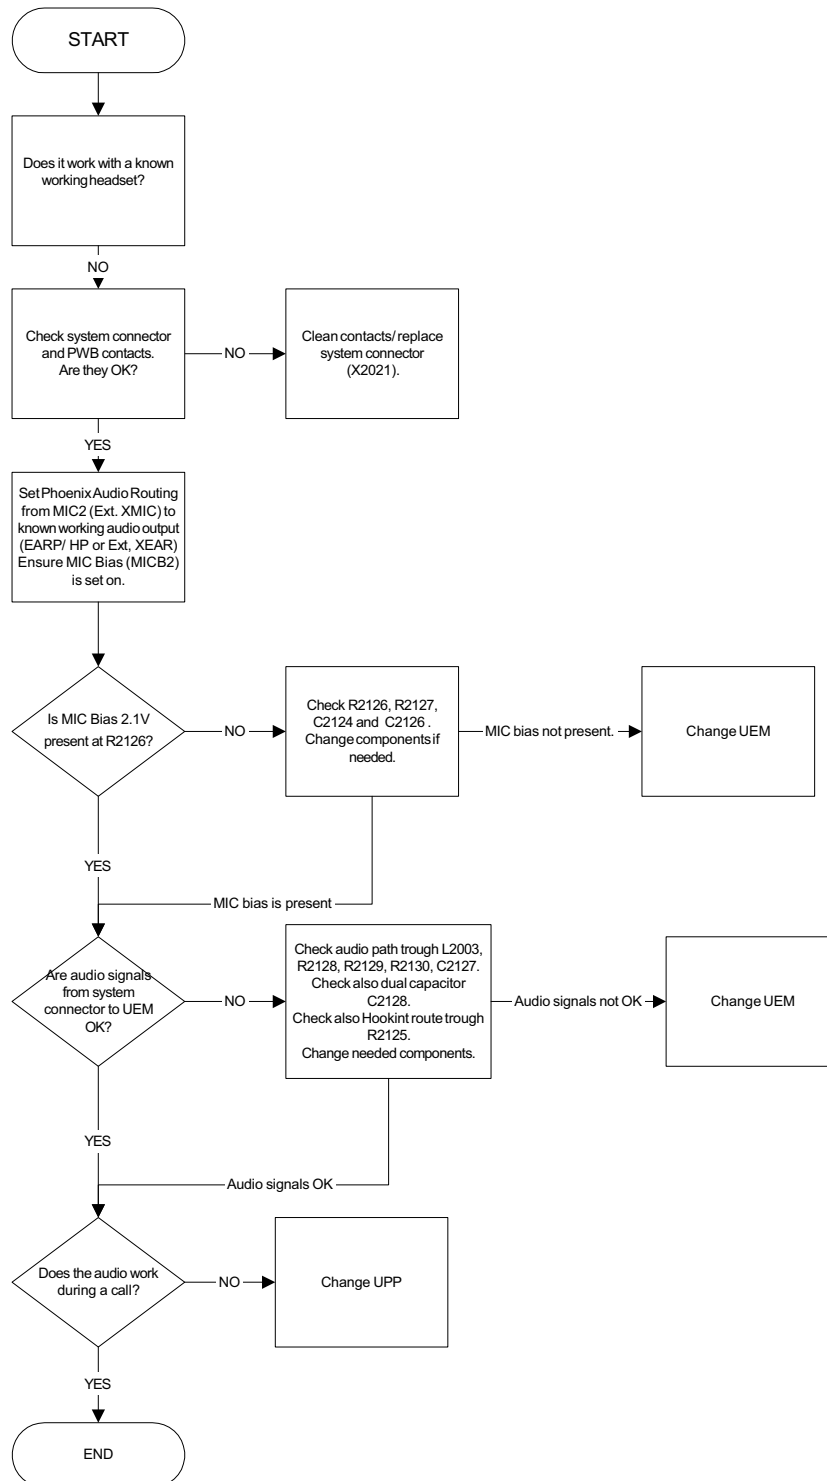 START
Does it work with a known
working headset?
NO
Check system connector
and PWB contacts.
Are they OK?
NO
Clean contacts/ replace
system connector
(X2021).
YES
Set Phoenix Audio Routing
from MIC2 (Ext. XMIC) to
known working audio output
(EARP/ HP or Ext, XEAR)
Ensure MIC Bias (MICB2)
is set on.
Is MIC Bias 2.1V
present at R2126?
NO
Check R2126, R2127,
C2124 and C2126 .
Change components if
needed.
MIC bias not present.
Change UEM
YES
MIC bias is present
Are audio signals
from system
connector to UEM
OK?
NO
Check audio path trough L2003,
R2128, R2129, R2130, C2127.
Check also dual capacitor
C2128.
Check also Hookint route trough
R2125.
Change needed components.
Audio signals not OK
Change UEM
YES
Audio signals OK
Does the audio work
during a call?
NO
Change UPP
YES
END